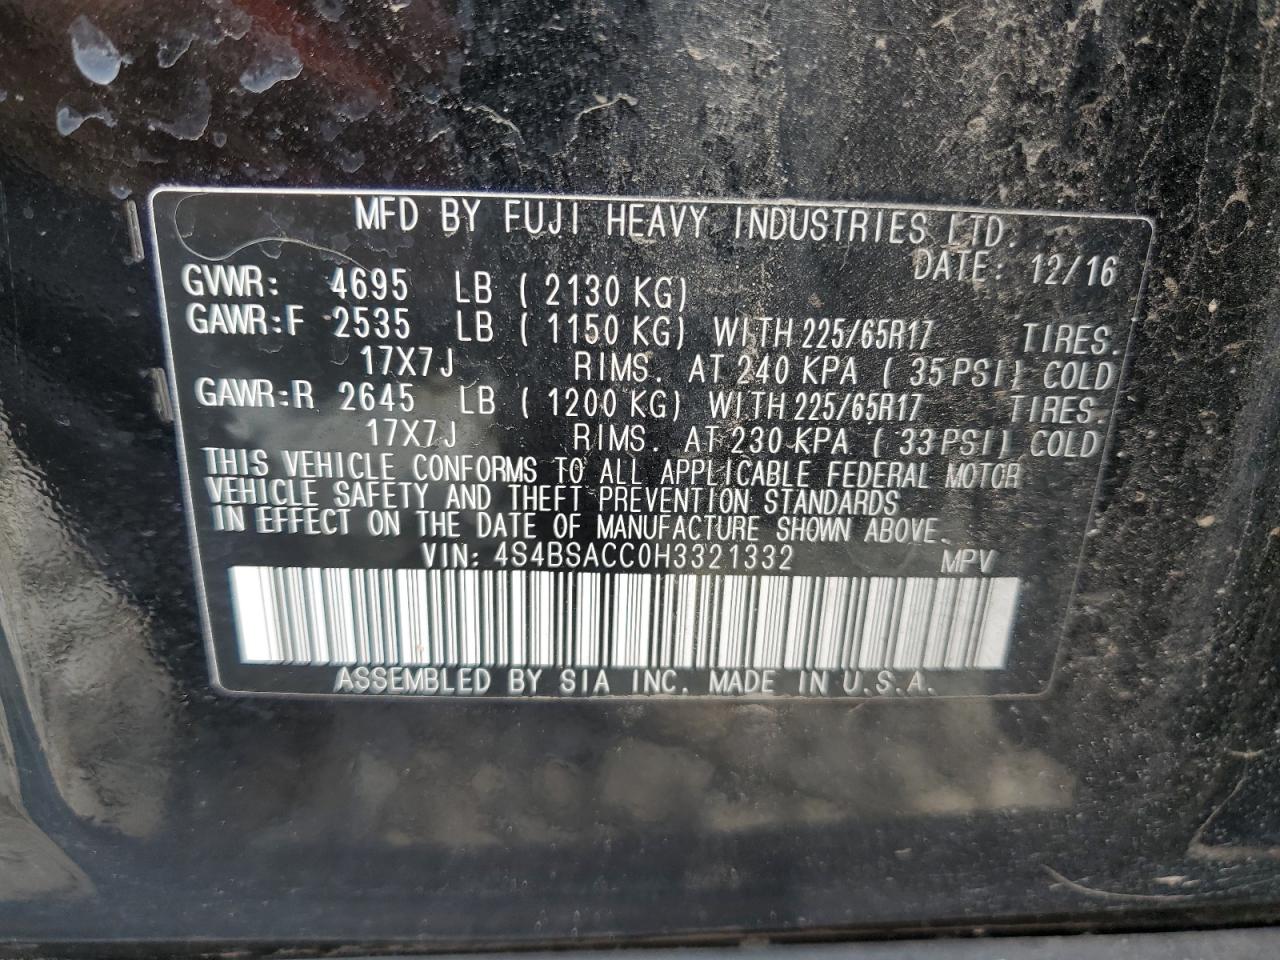 MFD BY FUJI HEAVY INDUSTRIES LTD.
DATE: 12/16
GVWR: 4695 LB ( 2130 KG)
GAWR:F 2535 LB ( 1150 KG) WITH 225/65R17 TIRES.
17X7J RIMS. AT 240 KPA ( 35 PSI) COLD
GAWR:R 2645 LB ( 1200 KG) WITH 225/65R17 TIRES.
17X7J RIMS. AT 230 KPA ( 33 PSI) COLD
THIS VEHICLE CONFORMS TO ALL APPLICABLE FEDERAL MOTOR
VEHICLE SAFETY AND THEFT PREVENTION STANDARDS
IN EFFECT ON THE DATE OF MANUFACTURE SHOWN ABOVE.
VIN: 4S4BSACC0H3321332 MPV
ASSEMBLED BY SIA INC. MADE IN U.S.A.